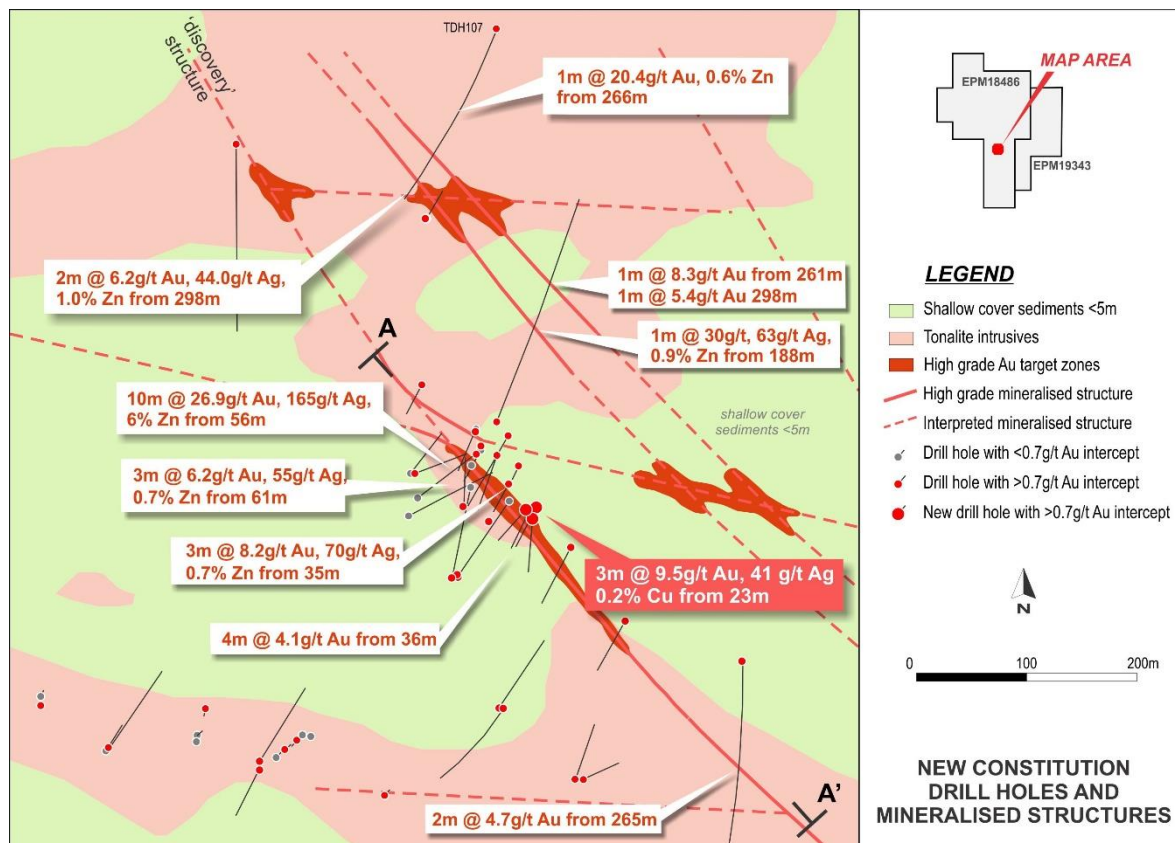 TDH107
'discovery'
structure
1m @ 20.4g/t Au, 0.6% Zn
from 266m
2m @ 6.2g/t Au, 44.0g/t Ag,
1.0% Zn from 298m
1m @ 8.3g/t Au from 261m
1m @ 5.4g/t Au 298m
1m @ 30g/t, 63g/t Ag,
0.9% Zn from 188m
A
10m @ 26.9g/t Au, 165g/t Ag,
6% Zn from 56m
shallow cover
sediments <5m
3m @ 6.2g/t Au, 55g/t Ag,
0.7% Zn from 61m
3m @ 8.2g/t Au, 70g/t Ag,
0.7% Zn from 35m
3m @ 9.5g/t Au, 41 g/t Ag
0.2% Cu from 23m
4m @ 4.1g/t Au from 36m
2m @ 4.7g/t Au from 265m
A'
MAP AREA
EPM18486
EPM19343
LEGEND
Shallow cover sediments <5m
Tonalite intrusives
High grade Au target zones
High grade mineralised structure
Interpreted mineralised structure
Drill hole with <0.7g/t Au intercept
Drill hole with >0.7g/t Au intercept
New drill hole with >0.7g/t Au intercept
N
0 100 200m
NEW CONSTITUTION
DRILL HOLES AND
MINERALISED STRUCTURES